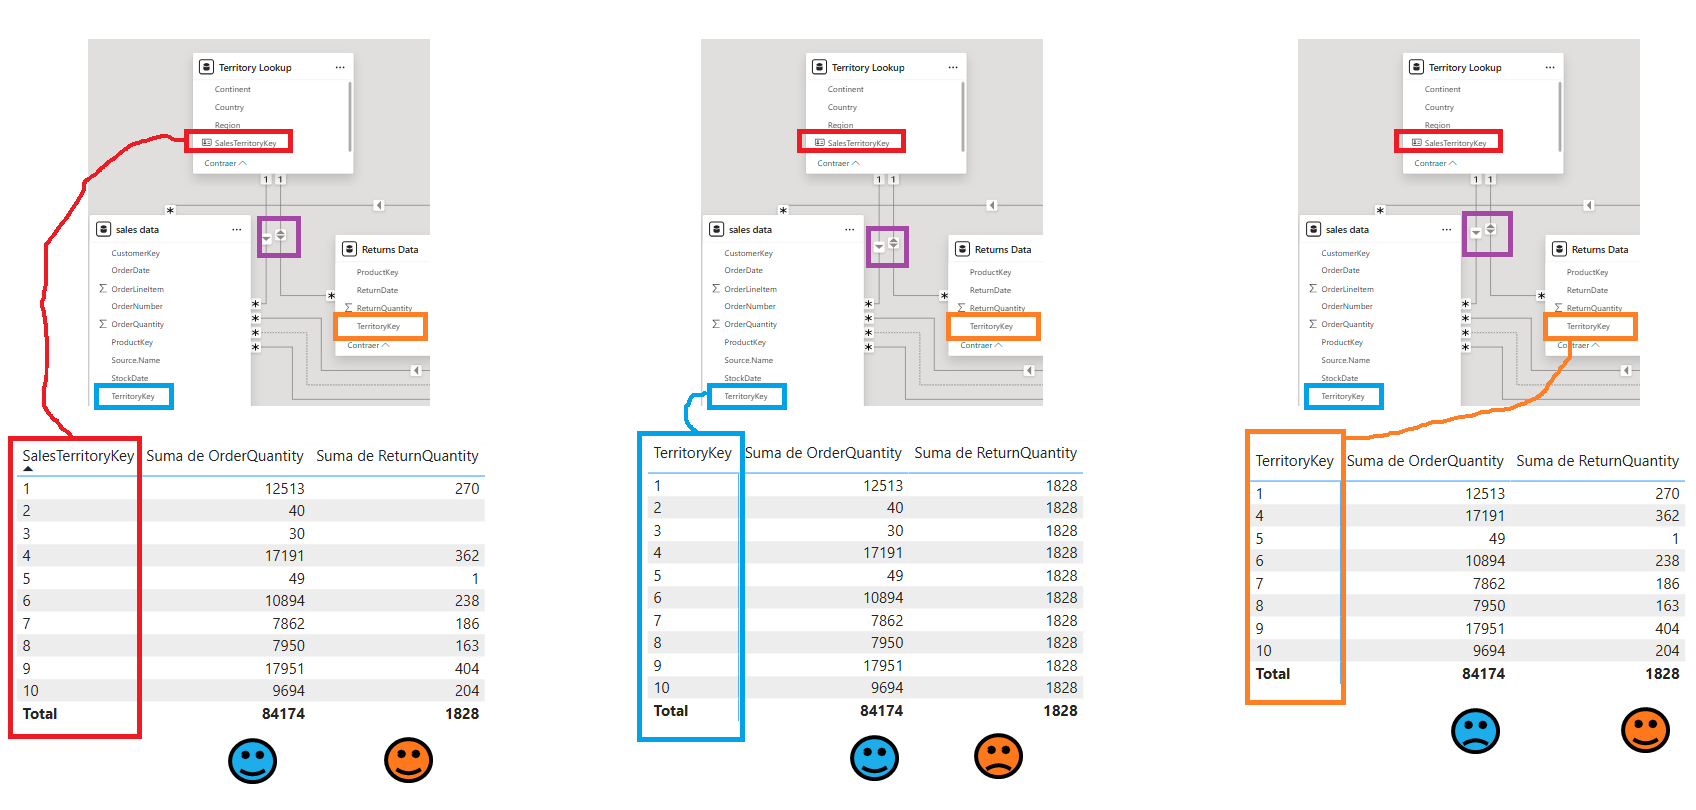 Territory Lookup ...
Continent
Country
Region
SalesTerritoryKey
Contraer
1 1
*
sales data ...
CustomerKey
OrderDate
Σ OrderLineItem
OrderNumber
Σ OrderQuantity
ProductKey
Source.Name
StockDate
TerritoryKey
*
*
*
*
*
Returns Data
ProductKey
ReturnDate
Σ ReturnQuantity
TerritoryKey
Contraer
SalesTerritoryKey Suma de OrderQuantity Suma de ReturnQuantity
1 12513 270
2 40
3 30
4 17191 362
5 49 1
6 10894 238
7 7862 186
8 7950 163
9 17951 404
10 9694 204
Total 84174 1828
Territory Lookup ...
Continent
Country
Region
SalesTerritoryKey
Contraer
1 1
*
sales data ...
CustomerKey
OrderDate
Σ OrderLineItem
OrderNumber
Σ OrderQuantity
ProductKey
Source.Name
StockDate
TerritoryKey
*
*
*
*
*
Returns Data
ProductKey
ReturnDate
Σ ReturnQuantity
TerritoryKey
Contraer
TerritoryKey Suma de OrderQuantity Suma de ReturnQuantity
1 12513 1828
2 40 1828
3 30 1828
4 17191 1828
5 49 1828
6 10894 1828
7 7862 1828
8 7950 1828
9 17951 1828
10 9694 1828
Total 84174 1828
Territory Lookup ...
Continent
Country
Region
SalesTerritoryKey
Contraer
1 1
*
sales data ...
CustomerKey
OrderDate
Σ OrderLineItem
OrderNumber
Σ OrderQuantity
ProductKey
Source.Name
StockDate
TerritoryKey
*
*
*
*
*
Returns Data
ProductKey
ReturnDate
Σ ReturnQuantity
TerritoryKey
Contraer
TerritoryKey Suma de OrderQuantity Suma de ReturnQuantity
1 12513 270
4 17191 362
5 49 1
6 10894 238
7 7862 186
8 7950 163
9 17951 404
10 9694 204
Total 84174 1828